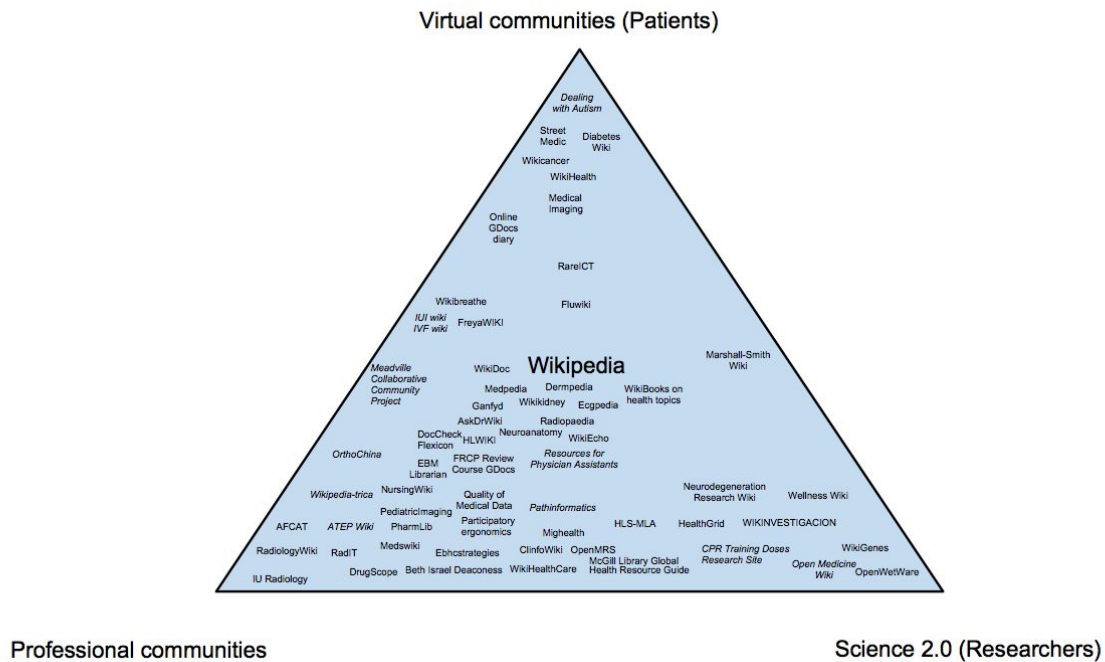 Virtual communities (Patients)
Dealing
with Autism
Street
Medic
Diabetes
Wiki
Wikicancer
WikiHealth
Medical
Imaging
Online
GDocs
diary
RareICT
Wikibreathe
Fluwiki
IUI wiki
IVF wiki
FreyaWIKI
Marshall-Smith
Wiki
Wikipedia
Meadville
Collaborative
Community
Project
WikiDoc
Medpedia
Dermpedia
WikiBooks on
health topics
Ganfyd
Wikikidney
Ecgpedia
AskDrWiki
Radiopaedia
DocCheck
Flexicon
HLWIKI
Neuroanatomy
WikiEcho
OrthoChina
EBM
Librarian
FRCP Review
Course GDocs
Resources for
Physician Assistants
Wikipedia-trica
NursingWiki
Quality of
Medical Data
Neurodegeneration
Research Wiki
Wellness Wiki
PediatricImaging
Pathinformatics
AFCAT
ATEP Wiki
PharmLib
Participatory
ergonomics
Mighealth
HLS-MLA
HealthGrid
WIKINVESTIGACION
RadiologyWiki
RadIT
Medswiki
Ebhcstrategies
ClinfoWiki
OpenMRS
CPR Training Doses
Research Site
WikiGenes
IU Radiology
DrugScope
Beth Israel Deaconess
WikiHealthCare
McGill Library Global
Health Resource Guide
Open Medicine
Wiki
OpenWetWare
Professional communities
Science 2.0 (Researchers)